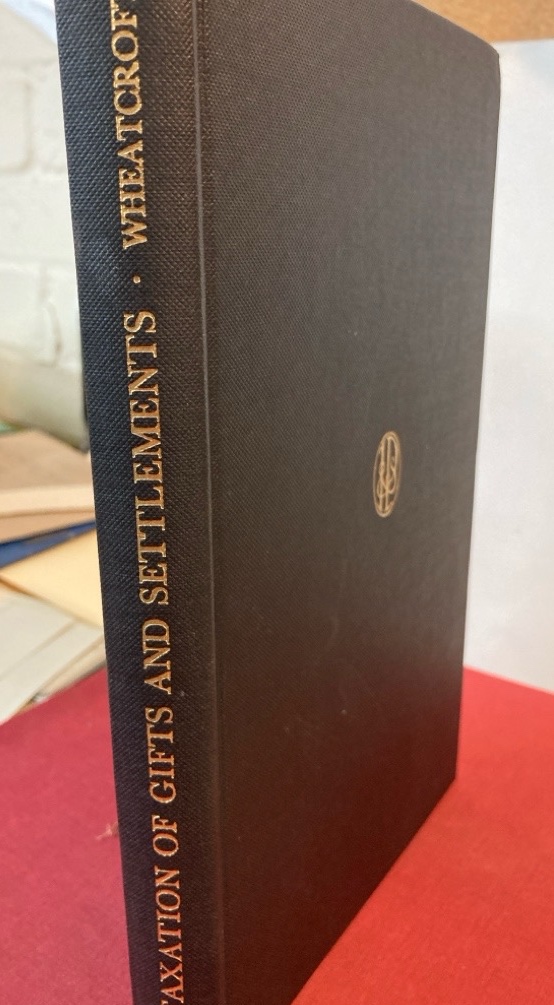 TAXATION OF GIFTS AND SETTLEMENTS · WHEATCROFT